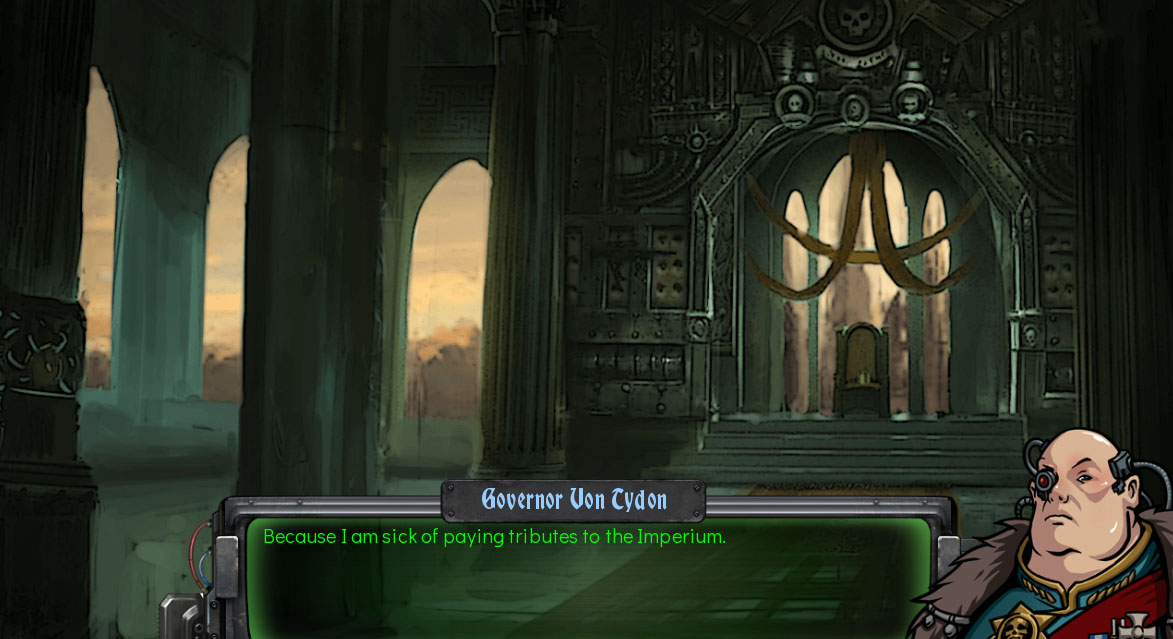 Governor Von Tydon
Because I am sick of paying tributes to the Imperium.